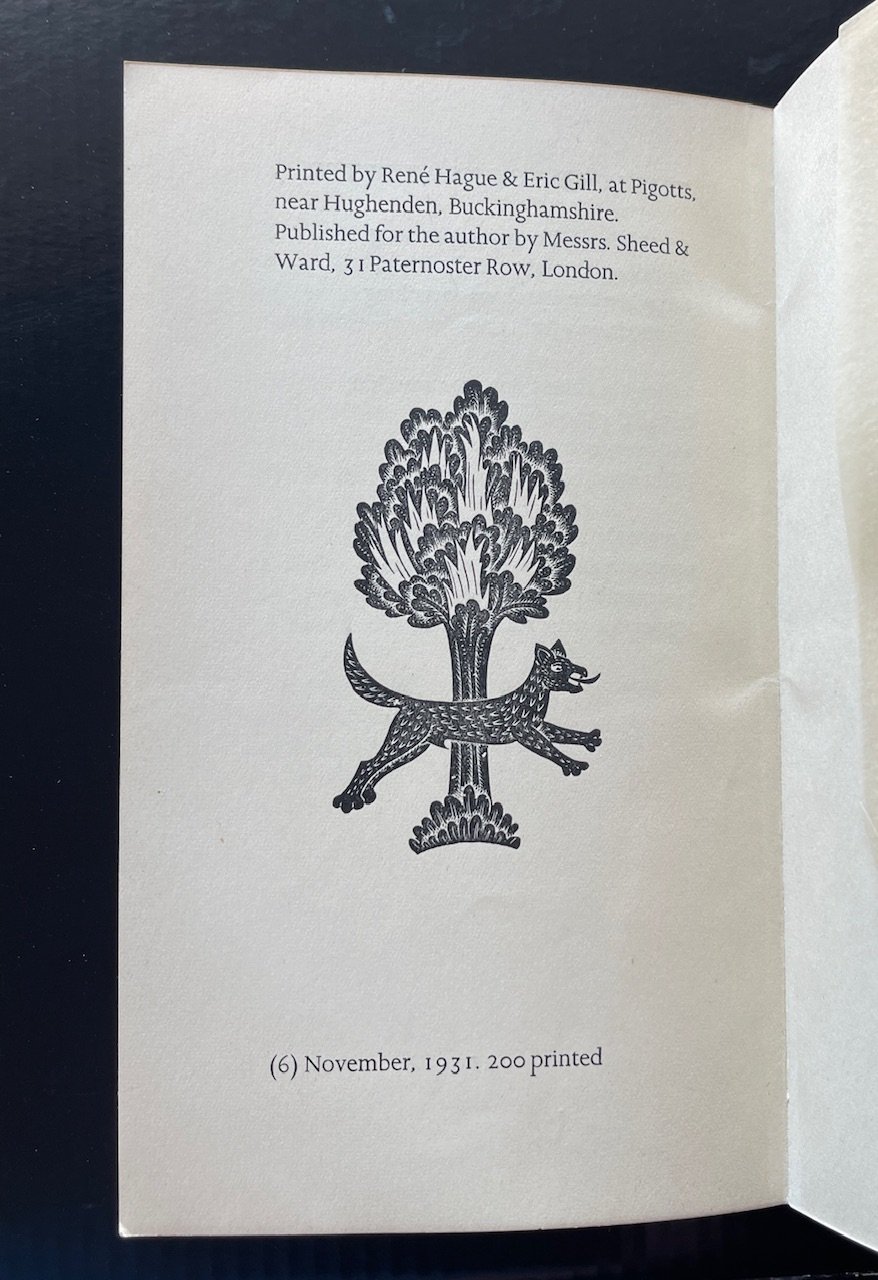 Printed by René Hague & Eric Gill, at Pigotts,
near Hughenden, Buckinghamshire.
Published for the author by Messrs. Sheed &
Ward, 31 Paternoster Row, London.
(6) November, 1931. 200 printed